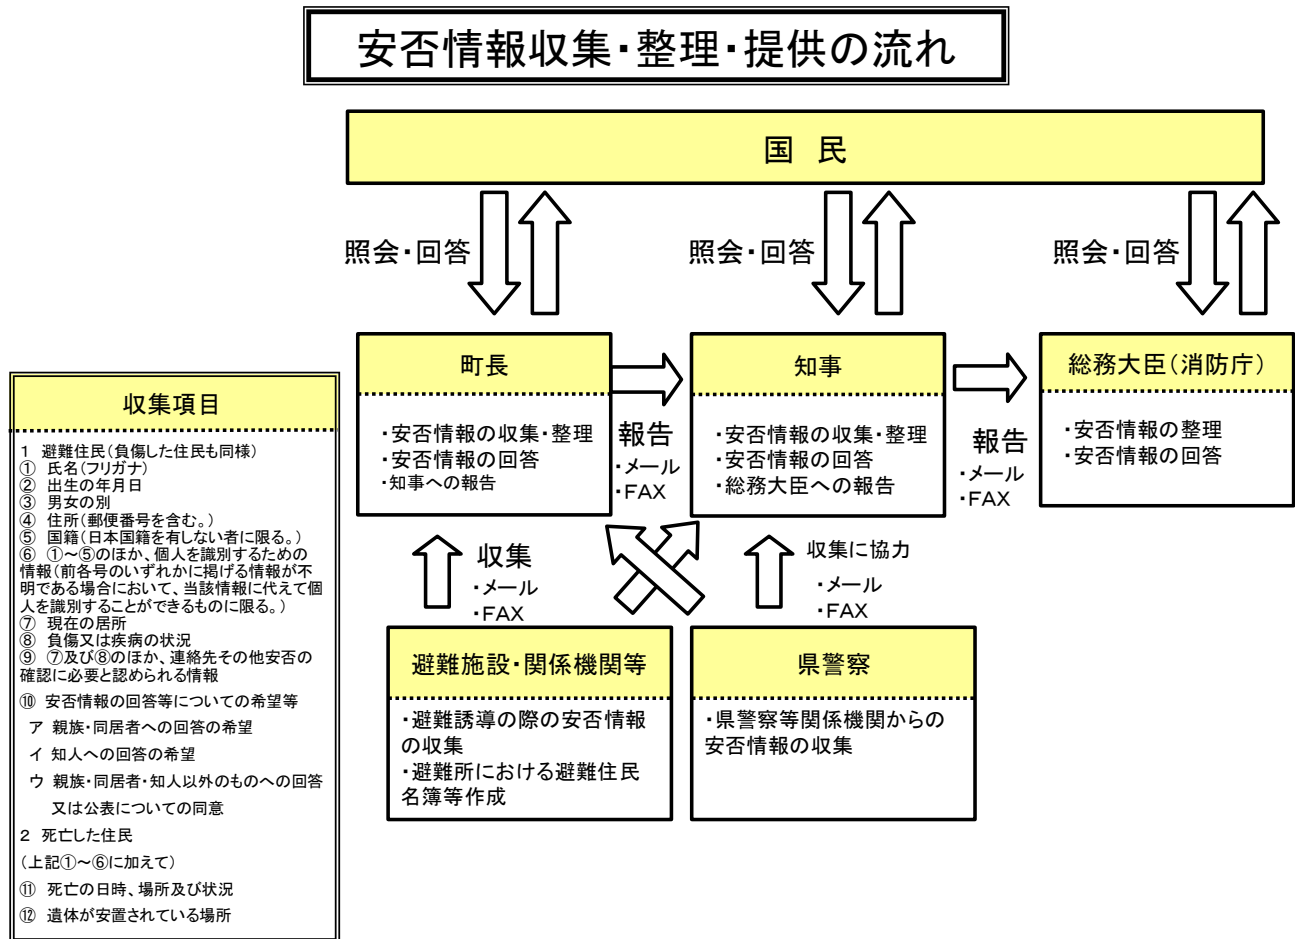 安否情報収集・整理・提供の流れ
国 民
照会・回答
照会・回答
照会・回答
町長
・安否情報の収集・整理
・安否情報の回答
・知事への報告
報告
・メール
・FAX
知事
・安否情報の収集・整理
・安否情報の回答
・総務大臣への報告
報告
・メール
・FAX
総務大臣(消防庁)
・安否情報の整理
・安否情報の回答
収集
・メール
・FAX
収集に協力
・メール
・FAX
避難施設・関係機関等
・避難誘導の際の安否情報
の収集
・避難所における避難住民
名簿等作成
県警察
・県警察等関係機関からの
安否情報の収集
収集項目
1 避難住民(負傷した住民も同様)
① 氏名(フリガナ)
② 出生の年月日
③ 男女の別
④ 住所(郵便番号を含む。)
⑤ 国籍(日本国籍を有しない者に限る。)
⑥ ①~⑤のほか、個人を識別するための
情報(前各号のいずれかに掲げる情報が不
明である場合において、当該情報に代えて個
人を識別することができるものに限る。)
⑦ 現在の居所
⑧ 負傷又は疾病の状況
⑨ ⑦及び⑧のほか、連絡先その他安否の
確認に必要と認められる情報
⑩ 安否情報の回答等についての希望等
ア 親族・同居者への回答の希望
イ 知人への回答の希望
ウ 親族・同居者・知人以外のものへの回答
又は公表についての同意
2 死亡した住民
(上記①~⑥に加えて)
⑪ 死亡の日時、場所及び状況
⑫ 遺体が安置されている場所